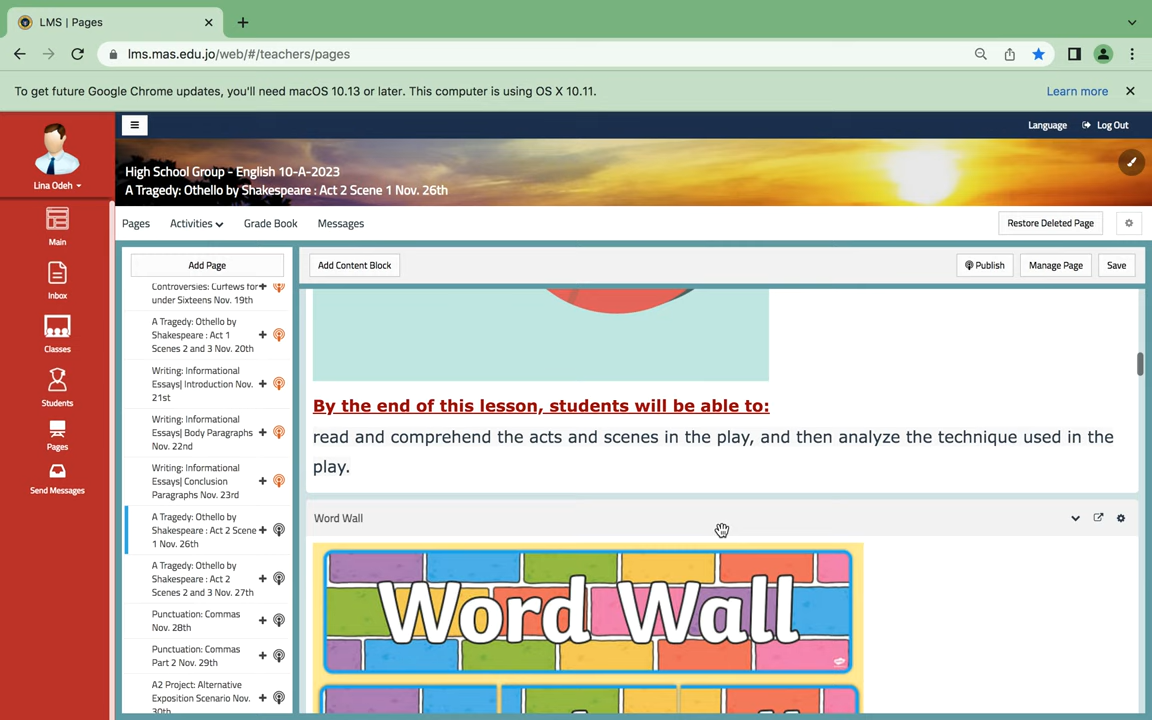 LMS | Pages
lms.mas.edu.jo/web/#/teachers/pages
To get future Google Chrome updates, you'll need macOS 10.13 or later. This computer is using OS X 10.11.
Learn more
Language
Log Out
Lina Odeh
High School Group - English 10-A-2023
A Tragedy: Othello by Shakespeare : Act 2 Scene 1 Nov. 26th
Pages
Activities
Grade Book
Messages
Restore Deleted Page
Main
Inbox
Classes
Students
Pages
Send Messages
Add Page
Controversies: Curfews for
under Sixteens Nov. 19th
A Tragedy: Othello by
Shakespeare : Act 1
Scenes 2 and 3 Nov. 20th
Writing: Informational
Essays| Introduction Nov.
21st
Writing: Informational
Essays| Body Paragraphs
Nov. 22nd
Writing: Informational
Essays| Conclusion
Paragraphs Nov. 23rd
A Tragedy: Othello by
Shakespeare : Act 2 Scene
1 Nov. 26th
A Tragedy: Othello by
Shakespeare : Act 2
Scenes 2 and 3 Nov. 27th
Punctuation: Commas
Nov. 28th
Punctuation: Commas
Part 2 Nov. 29th
A2 Project: Alternative
Exposition Scenario Nov.
30th
Add Content Block
Publish
Manage Page
Save
By the end of this lesson, students will be able to:
read and comprehend the acts and scenes in the play, and then analyze the technique used in the
play.
Word Wall
Word Wall